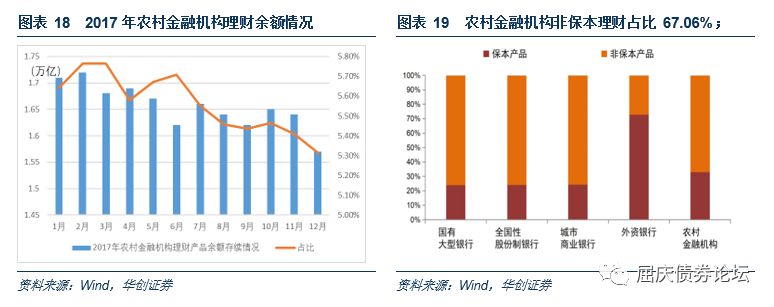 图表 18 2017 年农村金融机构理财余额情况
1.75
1.7
1.65
1.6
1.55
1.5
1.45
(万亿)
5.80%
5.70%
5.60%
5.50%
5.40%
5.30%
5.20%
5.10%
5.00%
1月 2月 3月 4月 5月 6月 7月 8月 9月 10月 11月 12月
2017年农村金融机构理财产品余额存续情况 占比
资料来源：Wind，华创证券
图表 19 农村金融机构非保本理财占比 67.06%；
保本产品 非保本产品
100%
90%
80%
70%
60%
50%
40%
30%
20%
10%
0%
国有 全国性 城市 外资银行 农村
大型银行 股份制银行 商业银行 金融机构
资料来源：Wind，华创证券
屈庆债券论坛